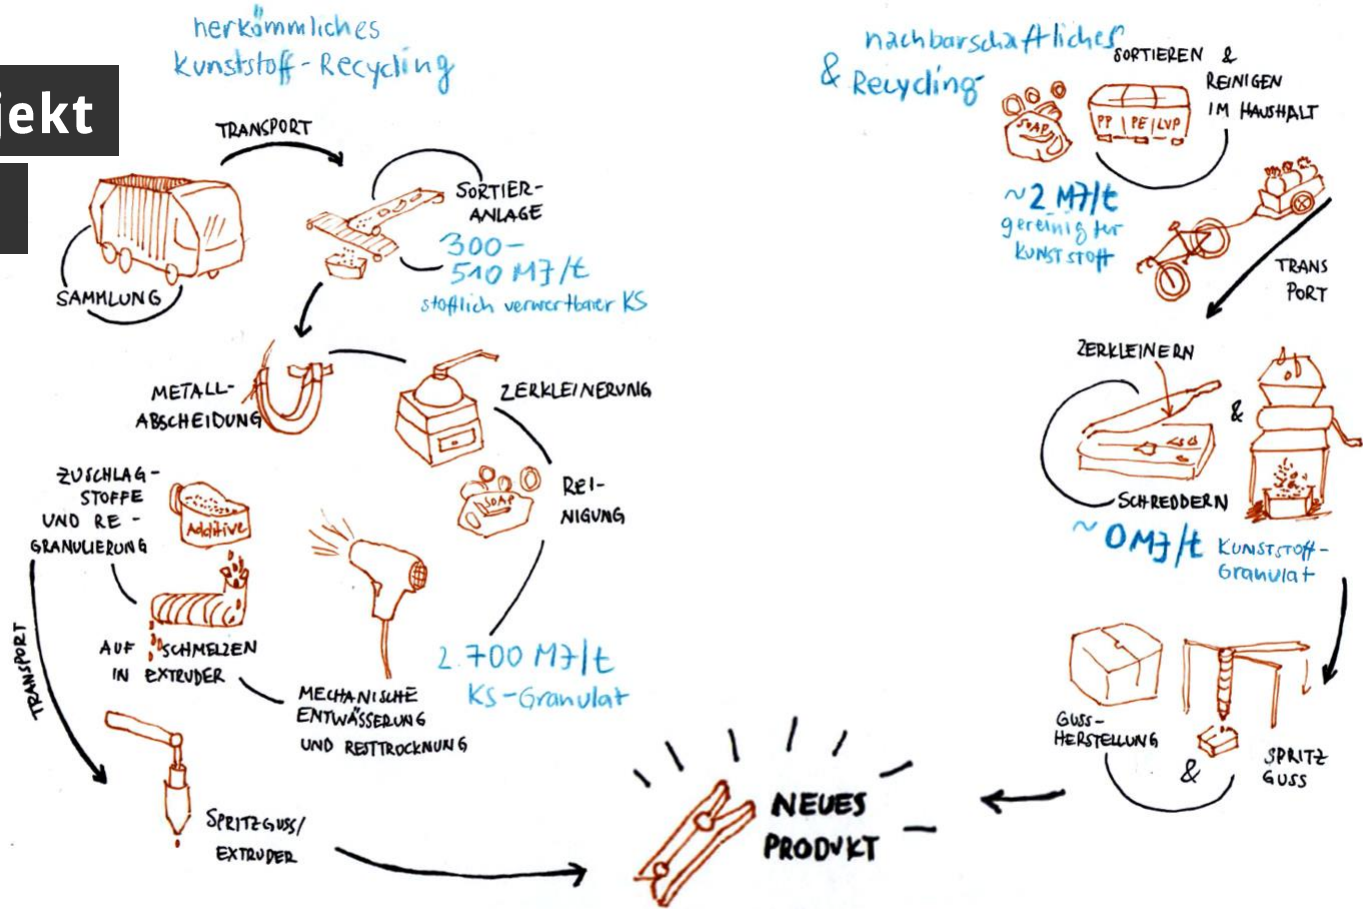 herkömmliches
Kunststoff-Recycling
jekt
TRANSPORT
SAMMLUNG
SORTIER-
ANLAGE
300-
510 MJ/t
stofflich verwertbarer KS
METALL-
ABSCHEIDUNG
ZERKLEINERUNG
SOAP
REI-
NIGUNG
2.700 MJ/t
KS-Granulat
MECHANISCHE
ENTWÄSSERUNG
UND RESTTROCKNUNG
AUFSCHMELZEN
IN EXTRUDER
ZUSCHLAG-
STOFFE
UND RE-
GRANULIERUNG
Additive
TRANSPORT
SPRITZGUSS/
EXTRUDER
& nachbarschaftliches
Recycling
SORTIEREN &
REINIGEN
IM HAUSHALT
SOAP
PP | PE | LVP
~2 MJ/t
gereinigter
KUNSTSTOFF
TRANS
PORT
ZERKLEINERN
&
SCHREDDERN
~0 MJ/t KUNSTSTOFF-
Granulat
GUSS-
HERSTELLUNG
&
SPRITZ
GUSS
NEUES
PRODUKT